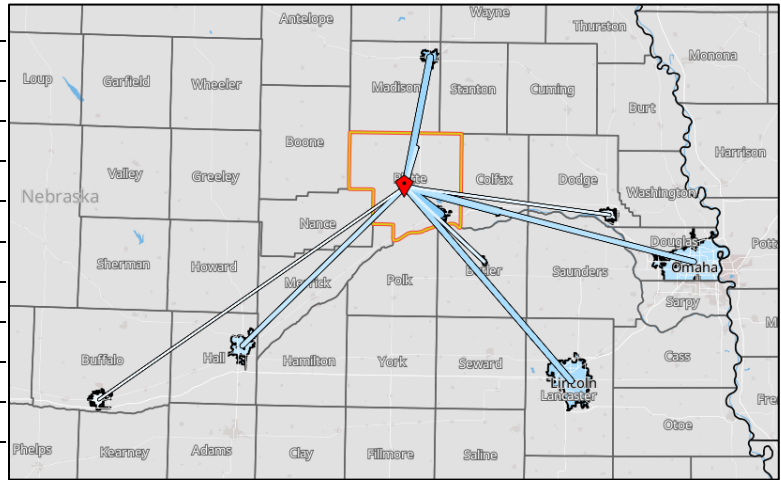 Wayne
Antelope
Thurston
Monona
Loup
Garfield
Wheeler
Madison
Stanton
Cuming
Burt
Boone
Harrison
Valley
Greeley
Platte
Colfax
Dodge
Washington
Nebraska
Nance
Douglas
Pott
Omaha
Sherman
Howard
Merrick
Polk
Butler
Saunders
Sarpy
M
Buffalo
Hall
Hamilton
York
Seward
Cass
Lincoln
Lancaster
Fre
Otoe
Phelps
Kearney
Adams
Clay
Fillmore
Saline